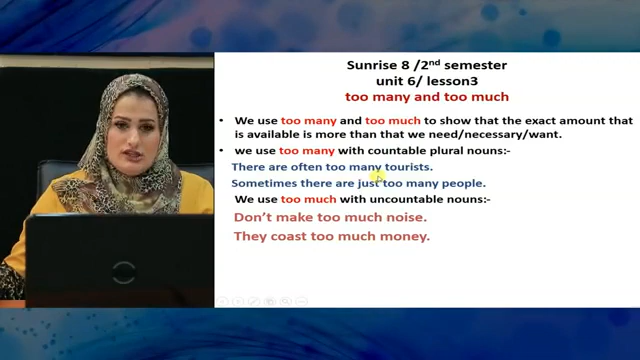 Sunrise 8 /2nd semester
unit 6/ lesson3
too many and too much
• We use too many and too much to show that the exact amount that
is available is more than that we need/necessary/want.
• we use too many with countable plural nouns:-
There are often too many tourists.
Sometimes there are just too many people.
We use too much with uncountable nouns:-
Don't make too much noise.
They coast too much money.